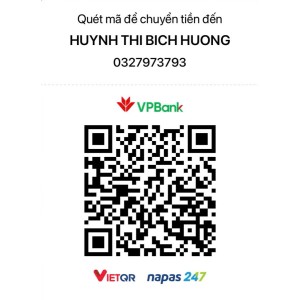 Quét mã để chuyển tiền đến
HUYNH THI BICH HUONG
0327973793
VPBank
VIETQR napas 247